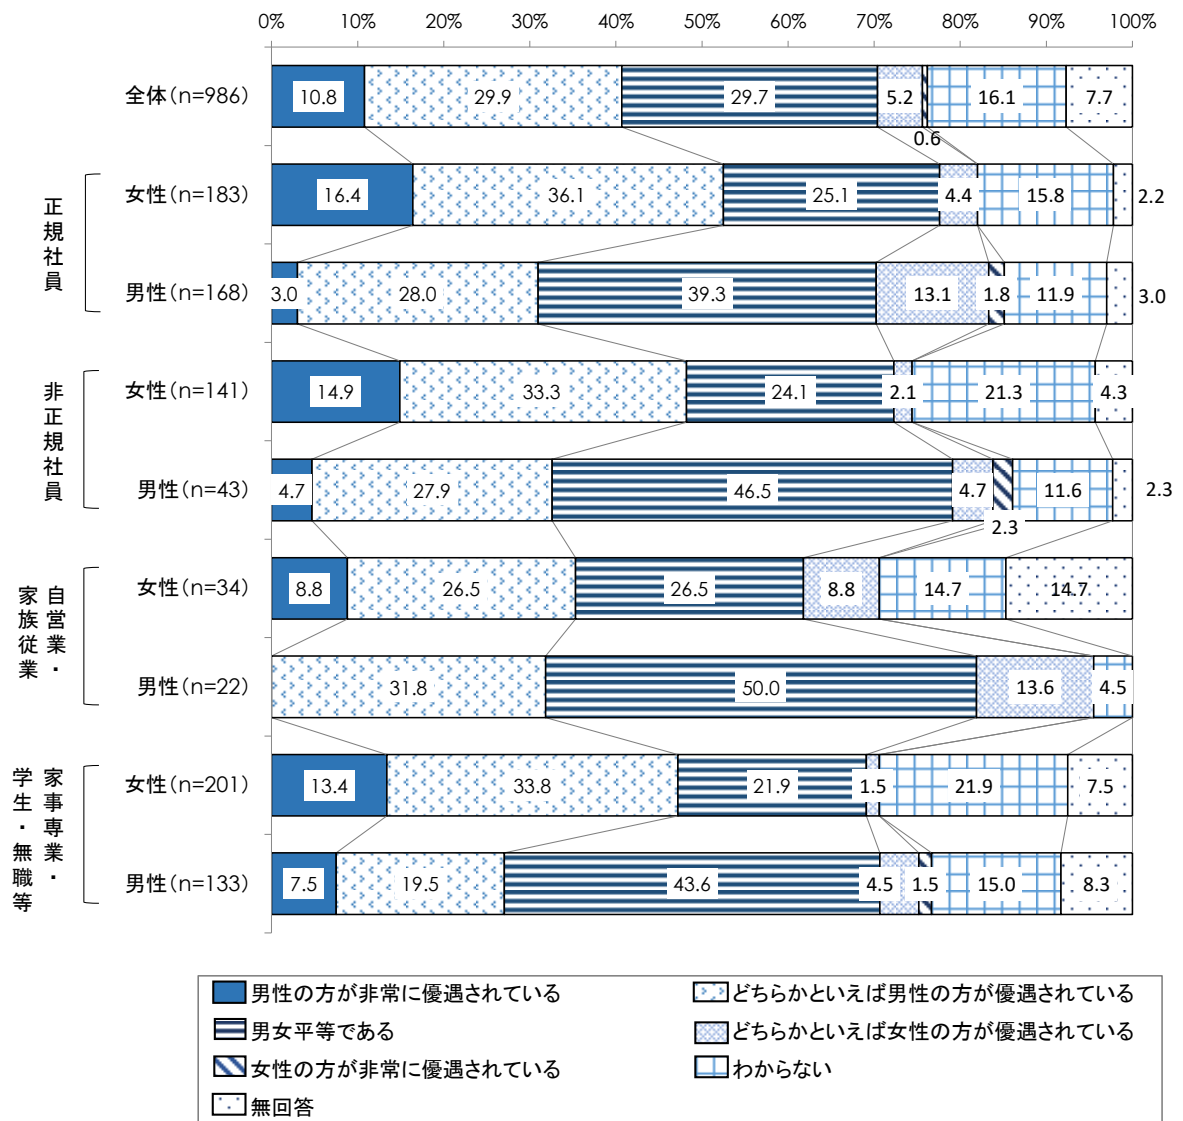 0% 10% 20% 30% 40% 50% 60% 70% 80% 90% 100%
全体(n=986) 10.8 29.9 29.7 5.2 0.6 16.1 7.7
正規社員
女性(n=183) 16.4 36.1 25.1 4.4 15.8 2.2
男性(n=168) 3.0 28.0 39.3 13.1 1.8 11.9 3.0
非正規社員
女性(n=141) 14.9 33.3 24.1 2.1 21.3 4.3
男性(n=43) 4.7 27.9 46.5 4.7 2.3 11.6 2.3
自営業・
家族従業
女性(n=34) 8.8 26.5 26.5 8.8 14.7 14.7
男性(n=22) 31.8 50.0 13.6 4.5
家事専業・
学生・無職等
女性(n=201) 13.4 33.8 21.9 1.5 21.9 7.5
男性(n=133) 7.5 19.5 43.6 4.5 1.5 15.0 8.3
男性の方が非常に優遇されている どちらかといえば男性の方が優遇されている
男女平等である どちらかといえば女性の方が優遇されている
女性の方が非常に優遇されている わからない
無回答